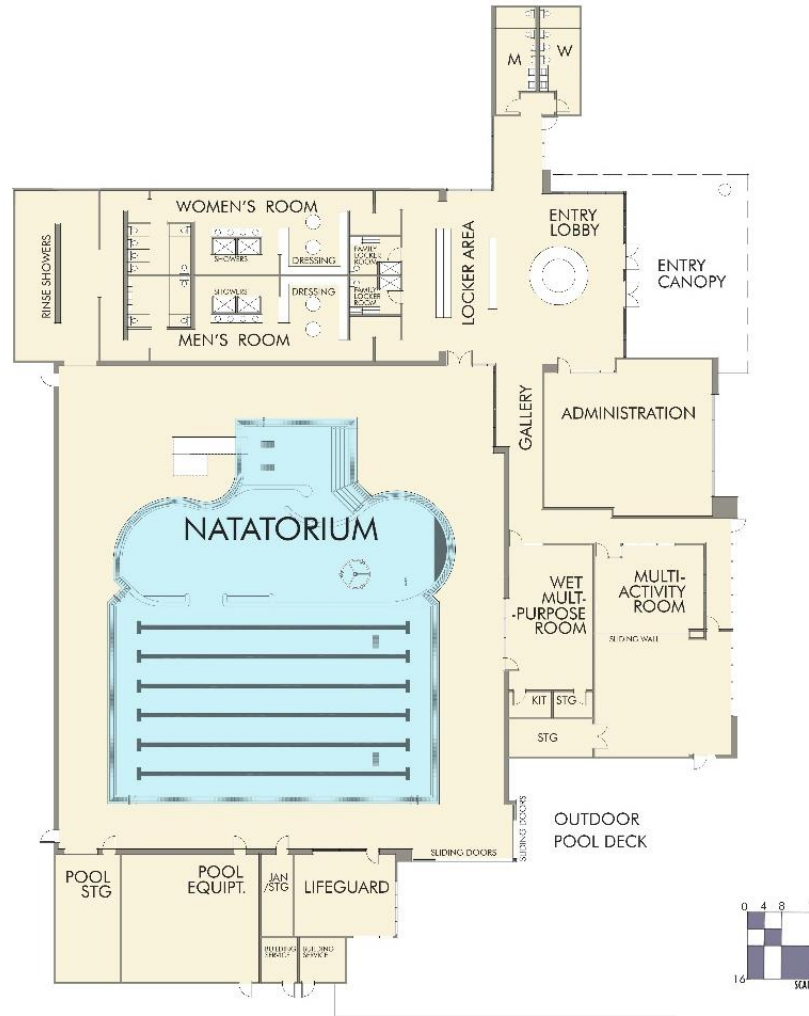 M
W
WOMEN'S ROOM
ENTRY
LOBBY
RINSE SHOWERS
SHOWERS
DRESSING
FAMILY
LOCKER
ROOM
LOCKER AREA
ENTRY
CANOPY
SHOWERS
DRESSING
FAMILY
LOCKER
ROOM
MEN'S ROOM
GALLERY
ADMINISTRATION
NATATORIUM
WET
MULT-
-PURPOSE
ROOM
MULTI-
ACTIVITY
ROOM
SLIDING WALL
KIT
STG
STG
OUTDOOR
POOL DECK
SLIDING DOORS
SLIDING DOORS
POOL
STG
POOL
EQUIPT.
JAN
/STG
LIFEGUARD
BUILDING
SERVICE
BUILDING
SERVICE
0 4 8
16